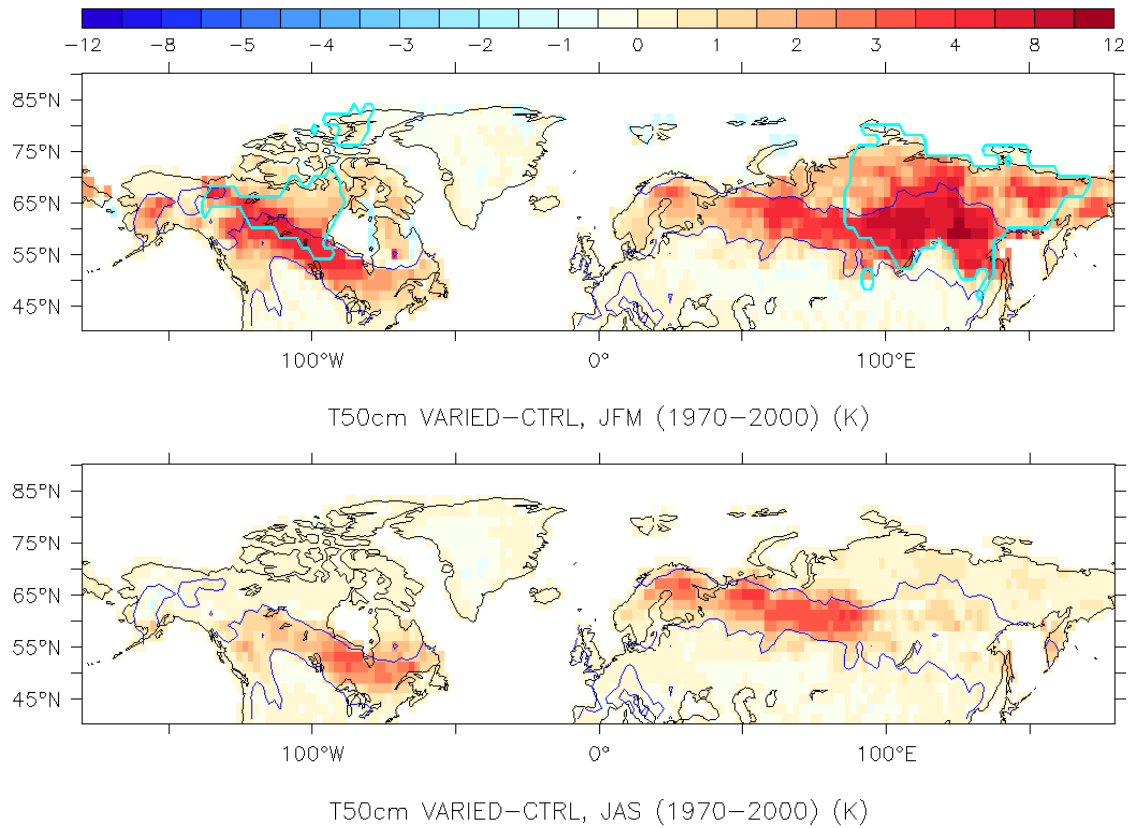 -12 -8 -5 -4 -3 -2 -1 0 1 2 3 4 8 12
85°N
75°N
65°N
55°N
45°N
100°W 0° 100°E
T50cm VARIED-CTRL, JFM (1970-2000) (K)
85°N
75°N
65°N
55°N
45°N
100°W 0° 100°E
T50cm VARIED-CTRL, JAS (1970-2000) (K)